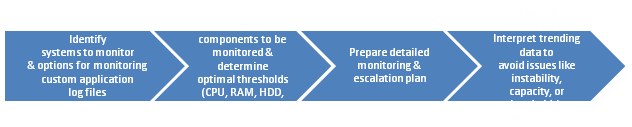 Identify
systems to monitor
& options for monitoring
custom application
log files
components to be
monitored &
determine
optimal thresholds
(CPU, RAM, HDD,
Prepare detailed
monitoring &
escalation plan
Interpret trending
data to
avoid issues like
instability,
capacity, or